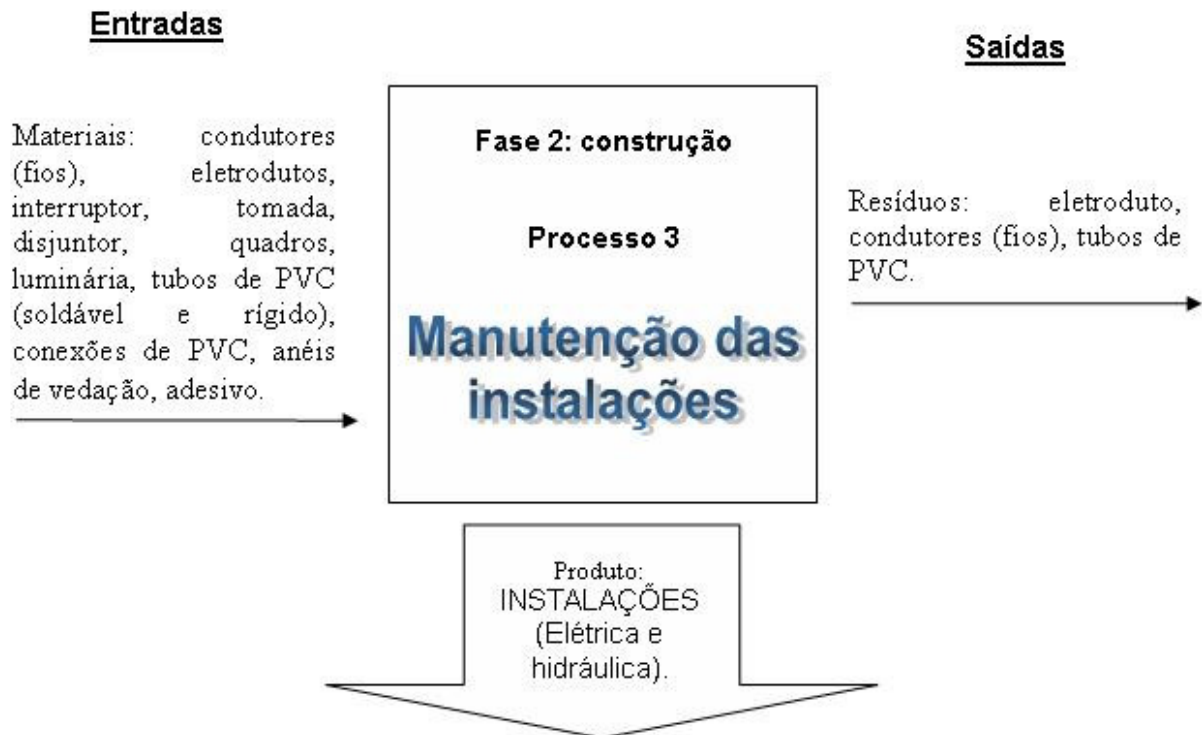 Entradas
Saídas
Materiais: condutores
(fios), eletrodutos,
interruptor, tomada,
disjuntor, quadros,
luminária, tubos de PVC
(soldável e rígido),
conexões de PVC, anéis
de vedação, adesivo.
Fase 2: construção
Processo 3
Manutenção das
instalações
Resíduos: eletroduto,
condutores (fios), tubos de
PVC.
Produto:
INSTALAÇÕES
(Elétrica e
hidráulica).